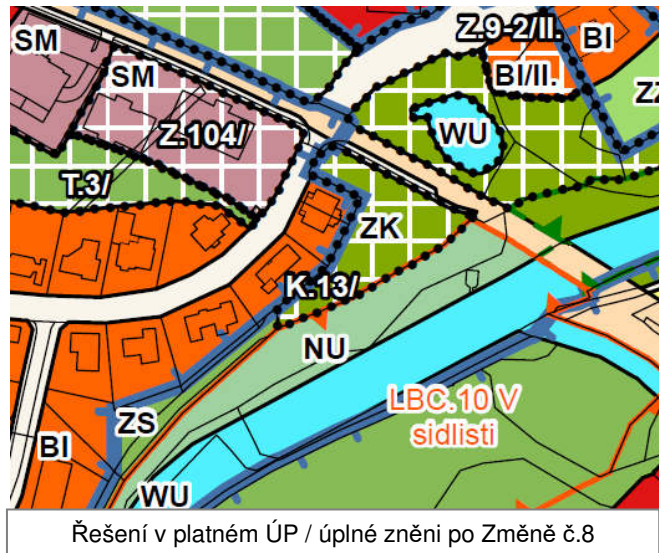 SM
SM
Z.9-2/II.
BI
BI/II.
ZZ
WU
Z.104/
T.3/
ZK
K.13/
NU
LBC.10 V
sidlisti
ZS
BI
WU
Řešení v platném ÚP / úplné zněni po Změně č.8